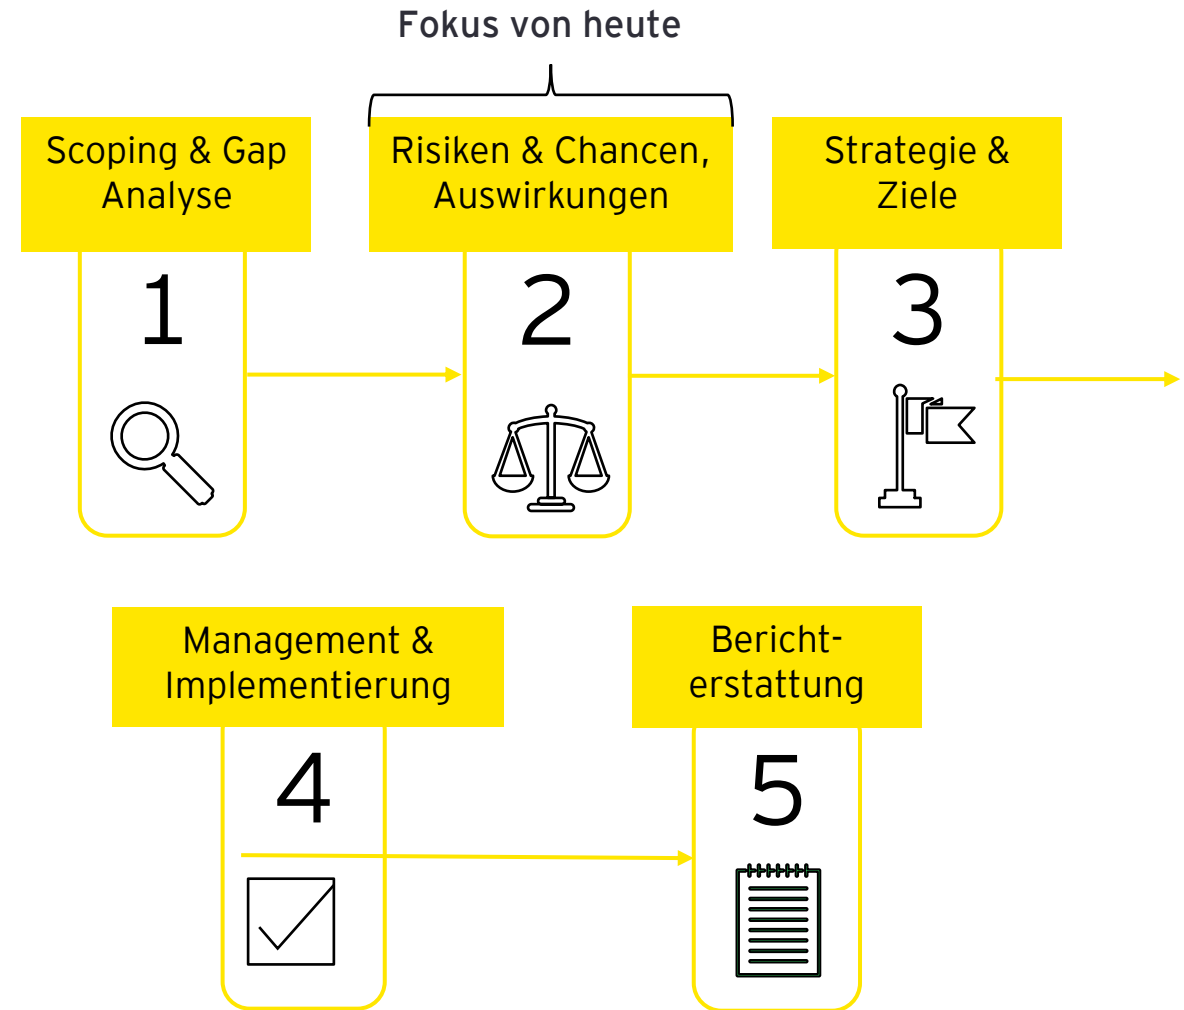 Fokus von heute
Scoping & Gap
Analyse
Risiken & Chancen,
Auswirkungen
Strategie &
Ziele
1
2
3
Management &
Implementierung
Bericht-
erstattung
4
5